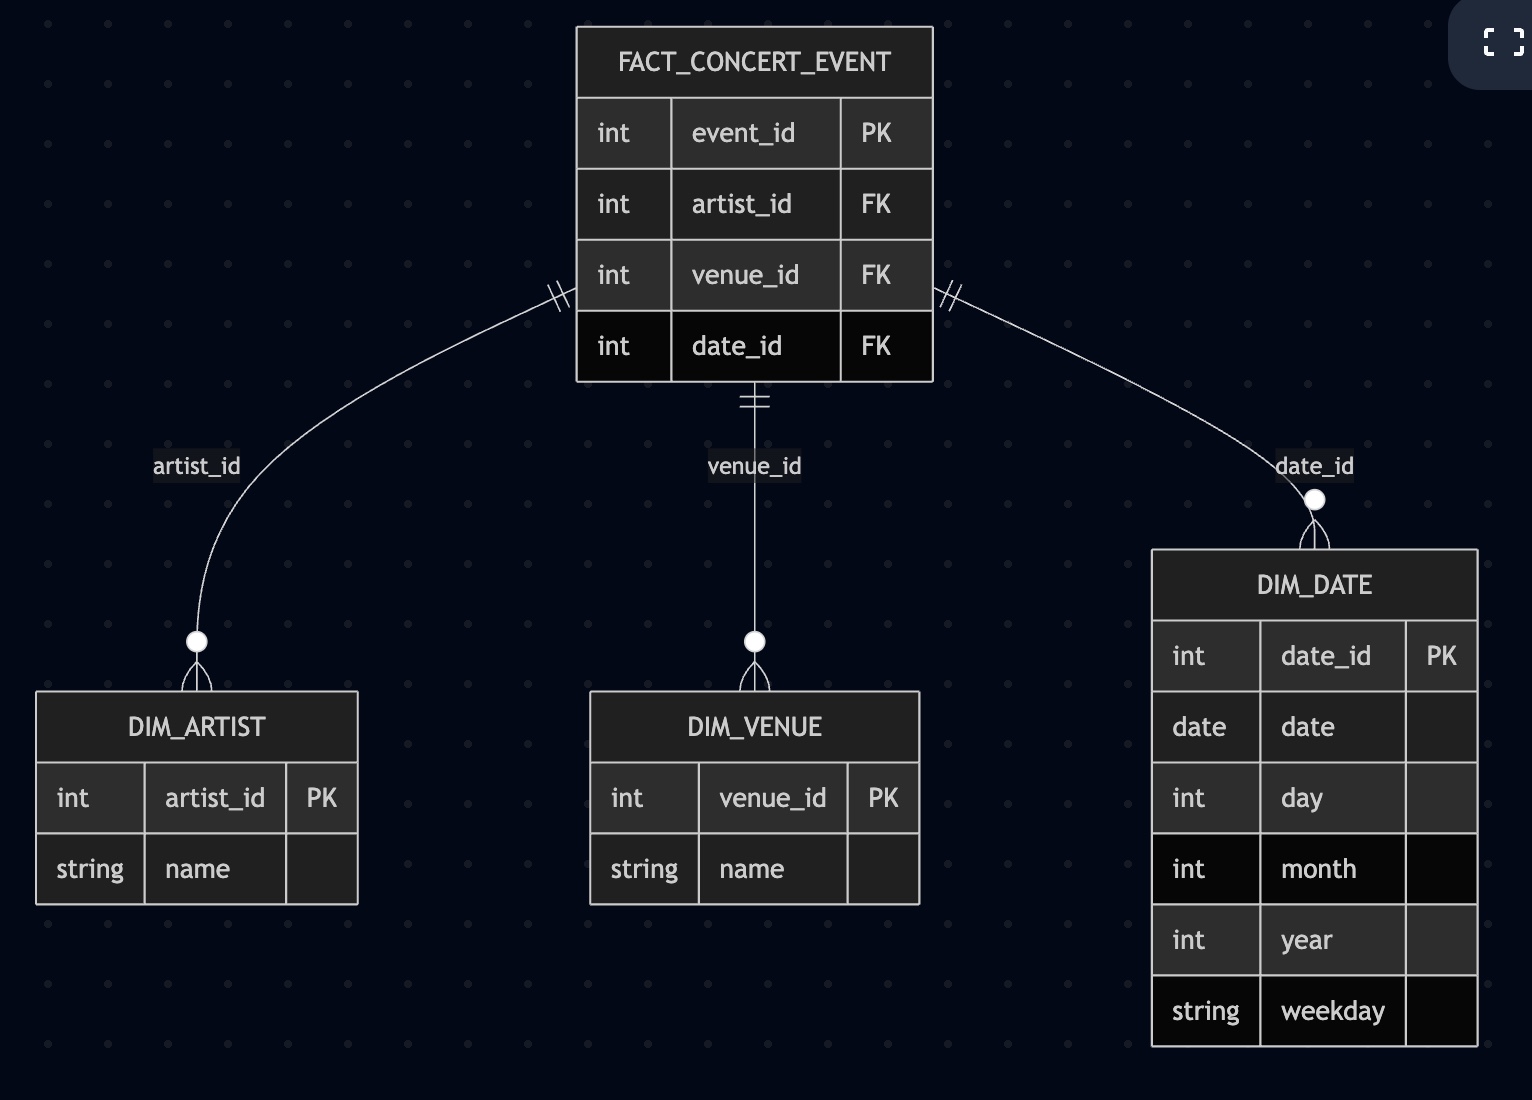 FACT_CONCERT_EVENT
int event_id PK
int artist_id FK
int venue_id FK
int date_id FK
artist_id
venue_id
date_id
DIM_ARTIST
int artist_id PK
string name
DIM_VENUE
int venue_id PK
string name
DIM_DATE
int date_id PK
date date
int day
int month
int year
string weekday